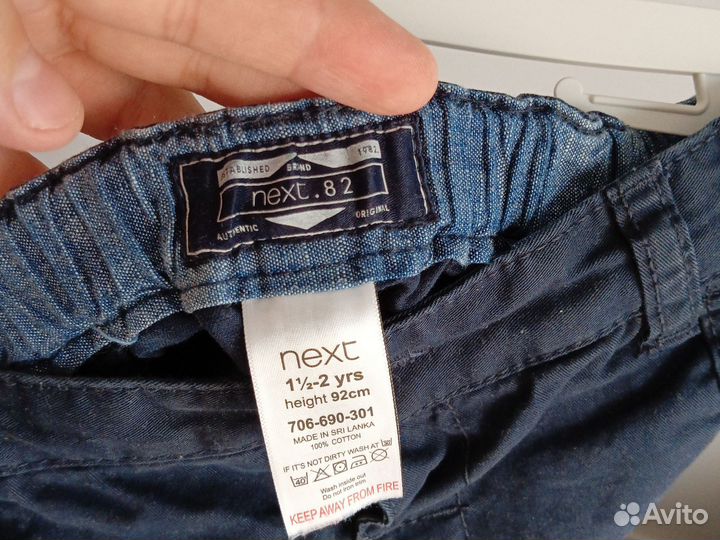 ESTABLISHED BRAND 1982
next.82
AUTHENTIC ORIGINAL
next
1½-2 yrs
height 92cm
706-690-301
MADE IN SRI LANKA
100% COTTON
IF IT'S NOT DIRTY WASH AT 30
40
Wash inside out
Do not iron trim
KEEP AWAY FROM FIRE
Avito